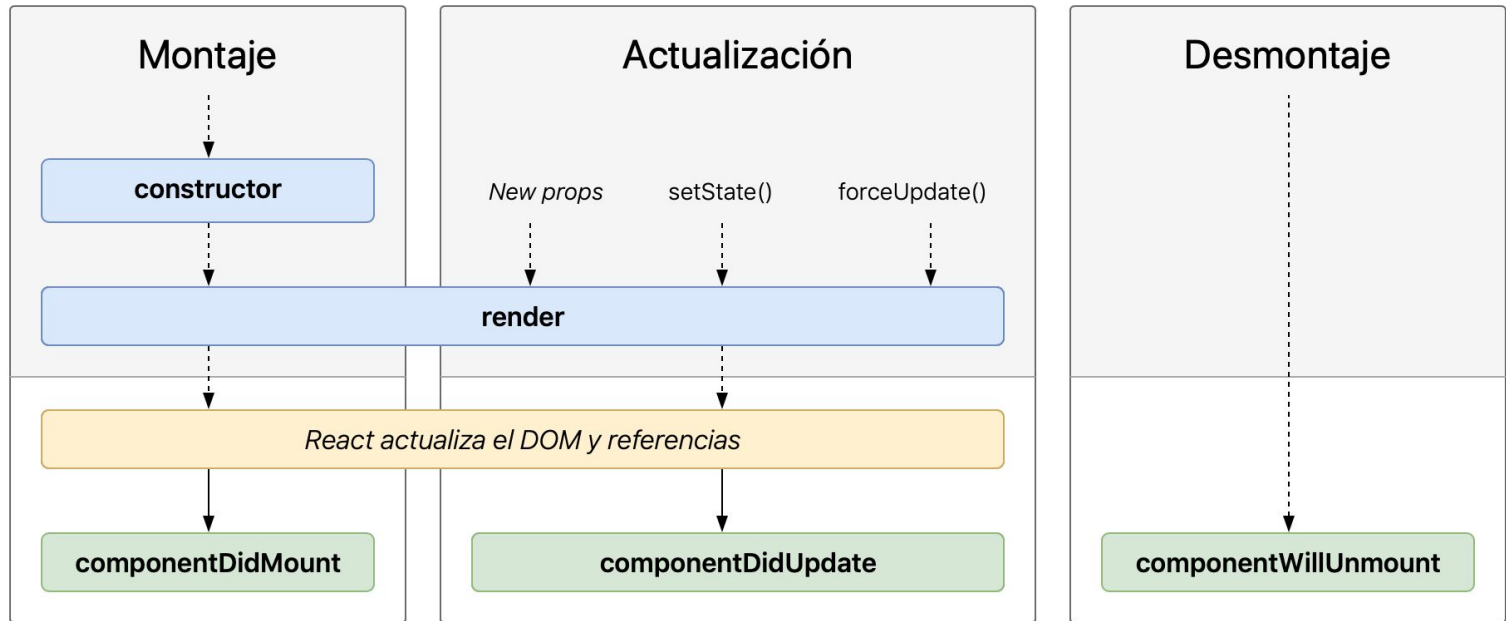 Montaje
Actualización
Desmontaje
constructor
New props
setState()
forceUpdate()
render
React actualiza el DOM y referencias
componentDidMount
componentDidUpdate
componentWillUnmount